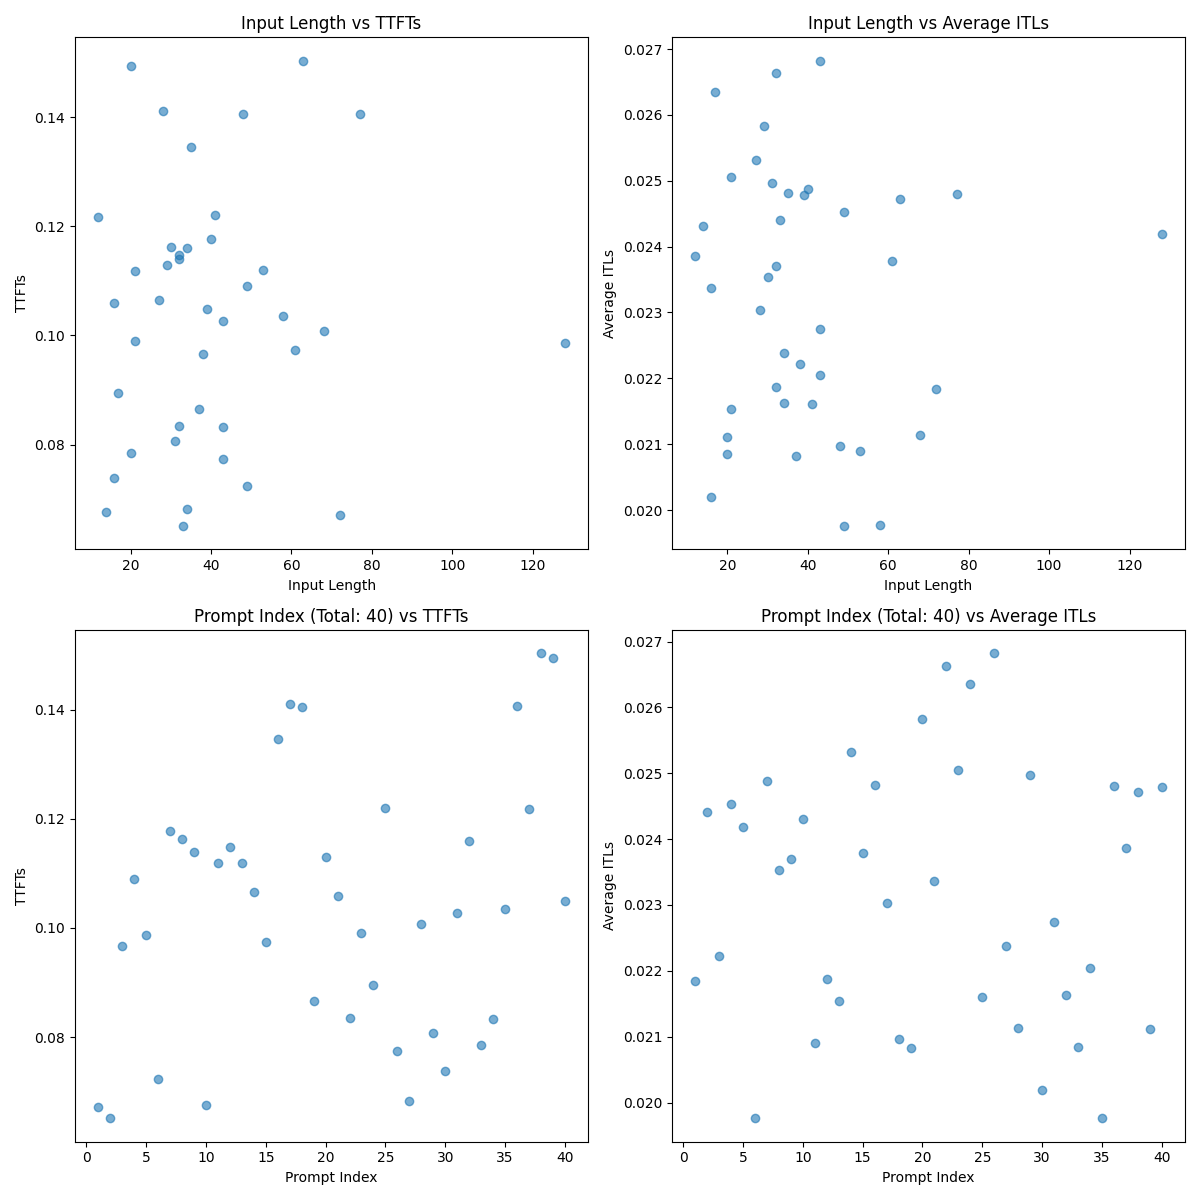 Input Length vs TTFTs
TTFTs
0.14
0.12
0.10
0.08
20 40 60 80 100 120
Input Length
Input Length vs Average ITLs
Average ITLs
0.027
0.026
0.025
0.024
0.023
0.022
0.021
0.020
20 40 60 80 100 120
Input Length
Prompt Index (Total: 40) vs TTFTs
TTFTs
0.14
0.12
0.10
0.08
0 5 10 15 20 25 30 35 40
Prompt Index
Prompt Index (Total: 40) vs Average ITLs
Average ITLs
0.027
0.026
0.025
0.024
0.023
0.022
0.021
0.020
0 5 10 15 20 25 30 35 40
Prompt Index